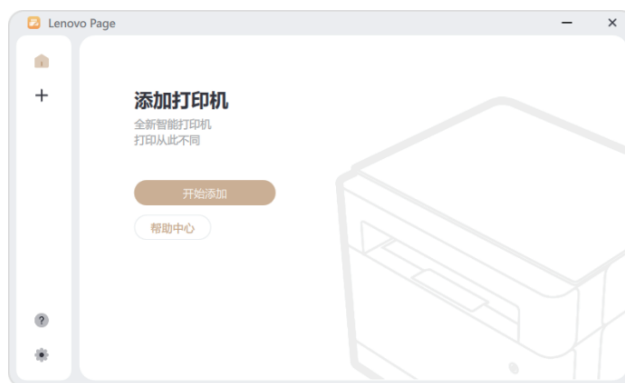 Lenovo Page
添加打印机
全新智能打印机
打印从此不同
开始添加
帮助中心